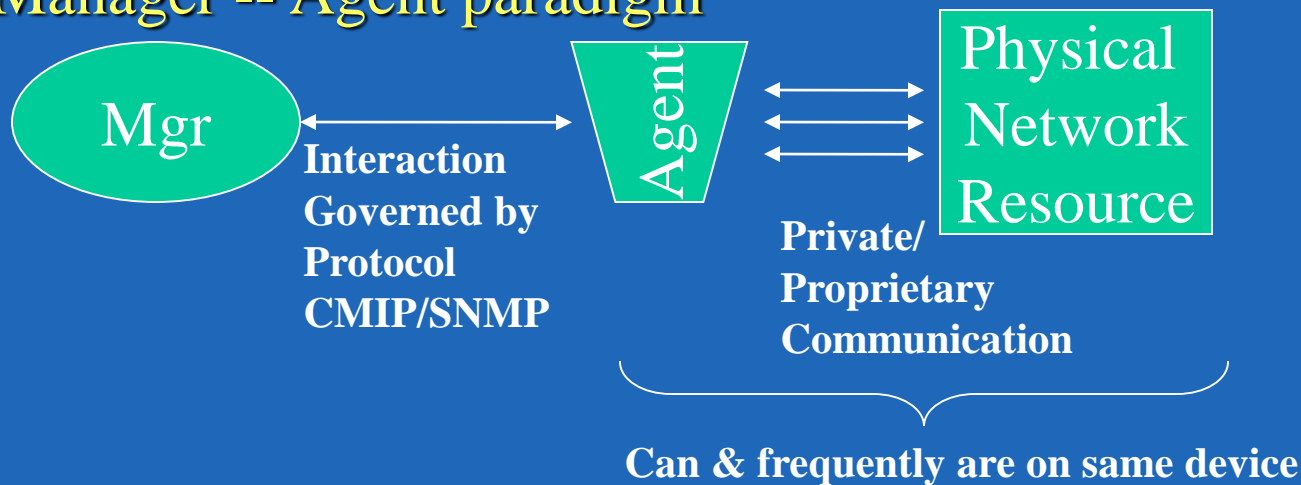 Manager -- Agent paradigm
Mgr
Interaction
Governed by
Protocol
CMIP/SNMP
Agent
Physical
Network
Resource
Private/
Proprietary
Communication
Can & frequently are on same device